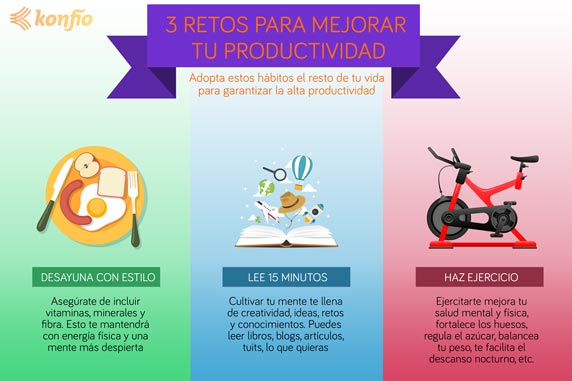 konfío
3 RETOS PARA MEJORAR
TU PRODUCTIVIDAD
Adopta estos hábitos el resto de tu vida
para garantizar la alta productividad
DESAYUNA CON ESTILO
Asegúrate de incluir
vitaminas, minerales y
fibra. Esto te mantendrá
con energía física y una
mente más despierta
LEE 15 MINUTOS
Cultivar tu mente te llena
de creatividad, ideas, retos
y conocimientos. Puedes
leer libros, blogs, artículos,
tuits, lo que quieras
HAZ EJERCICIO
Ejercitarte mejora tu
salud mental y física,
fortalece los huesos,
regula el azúcar, balancea
tu peso, te facilita el
descanso nocturno, etc.